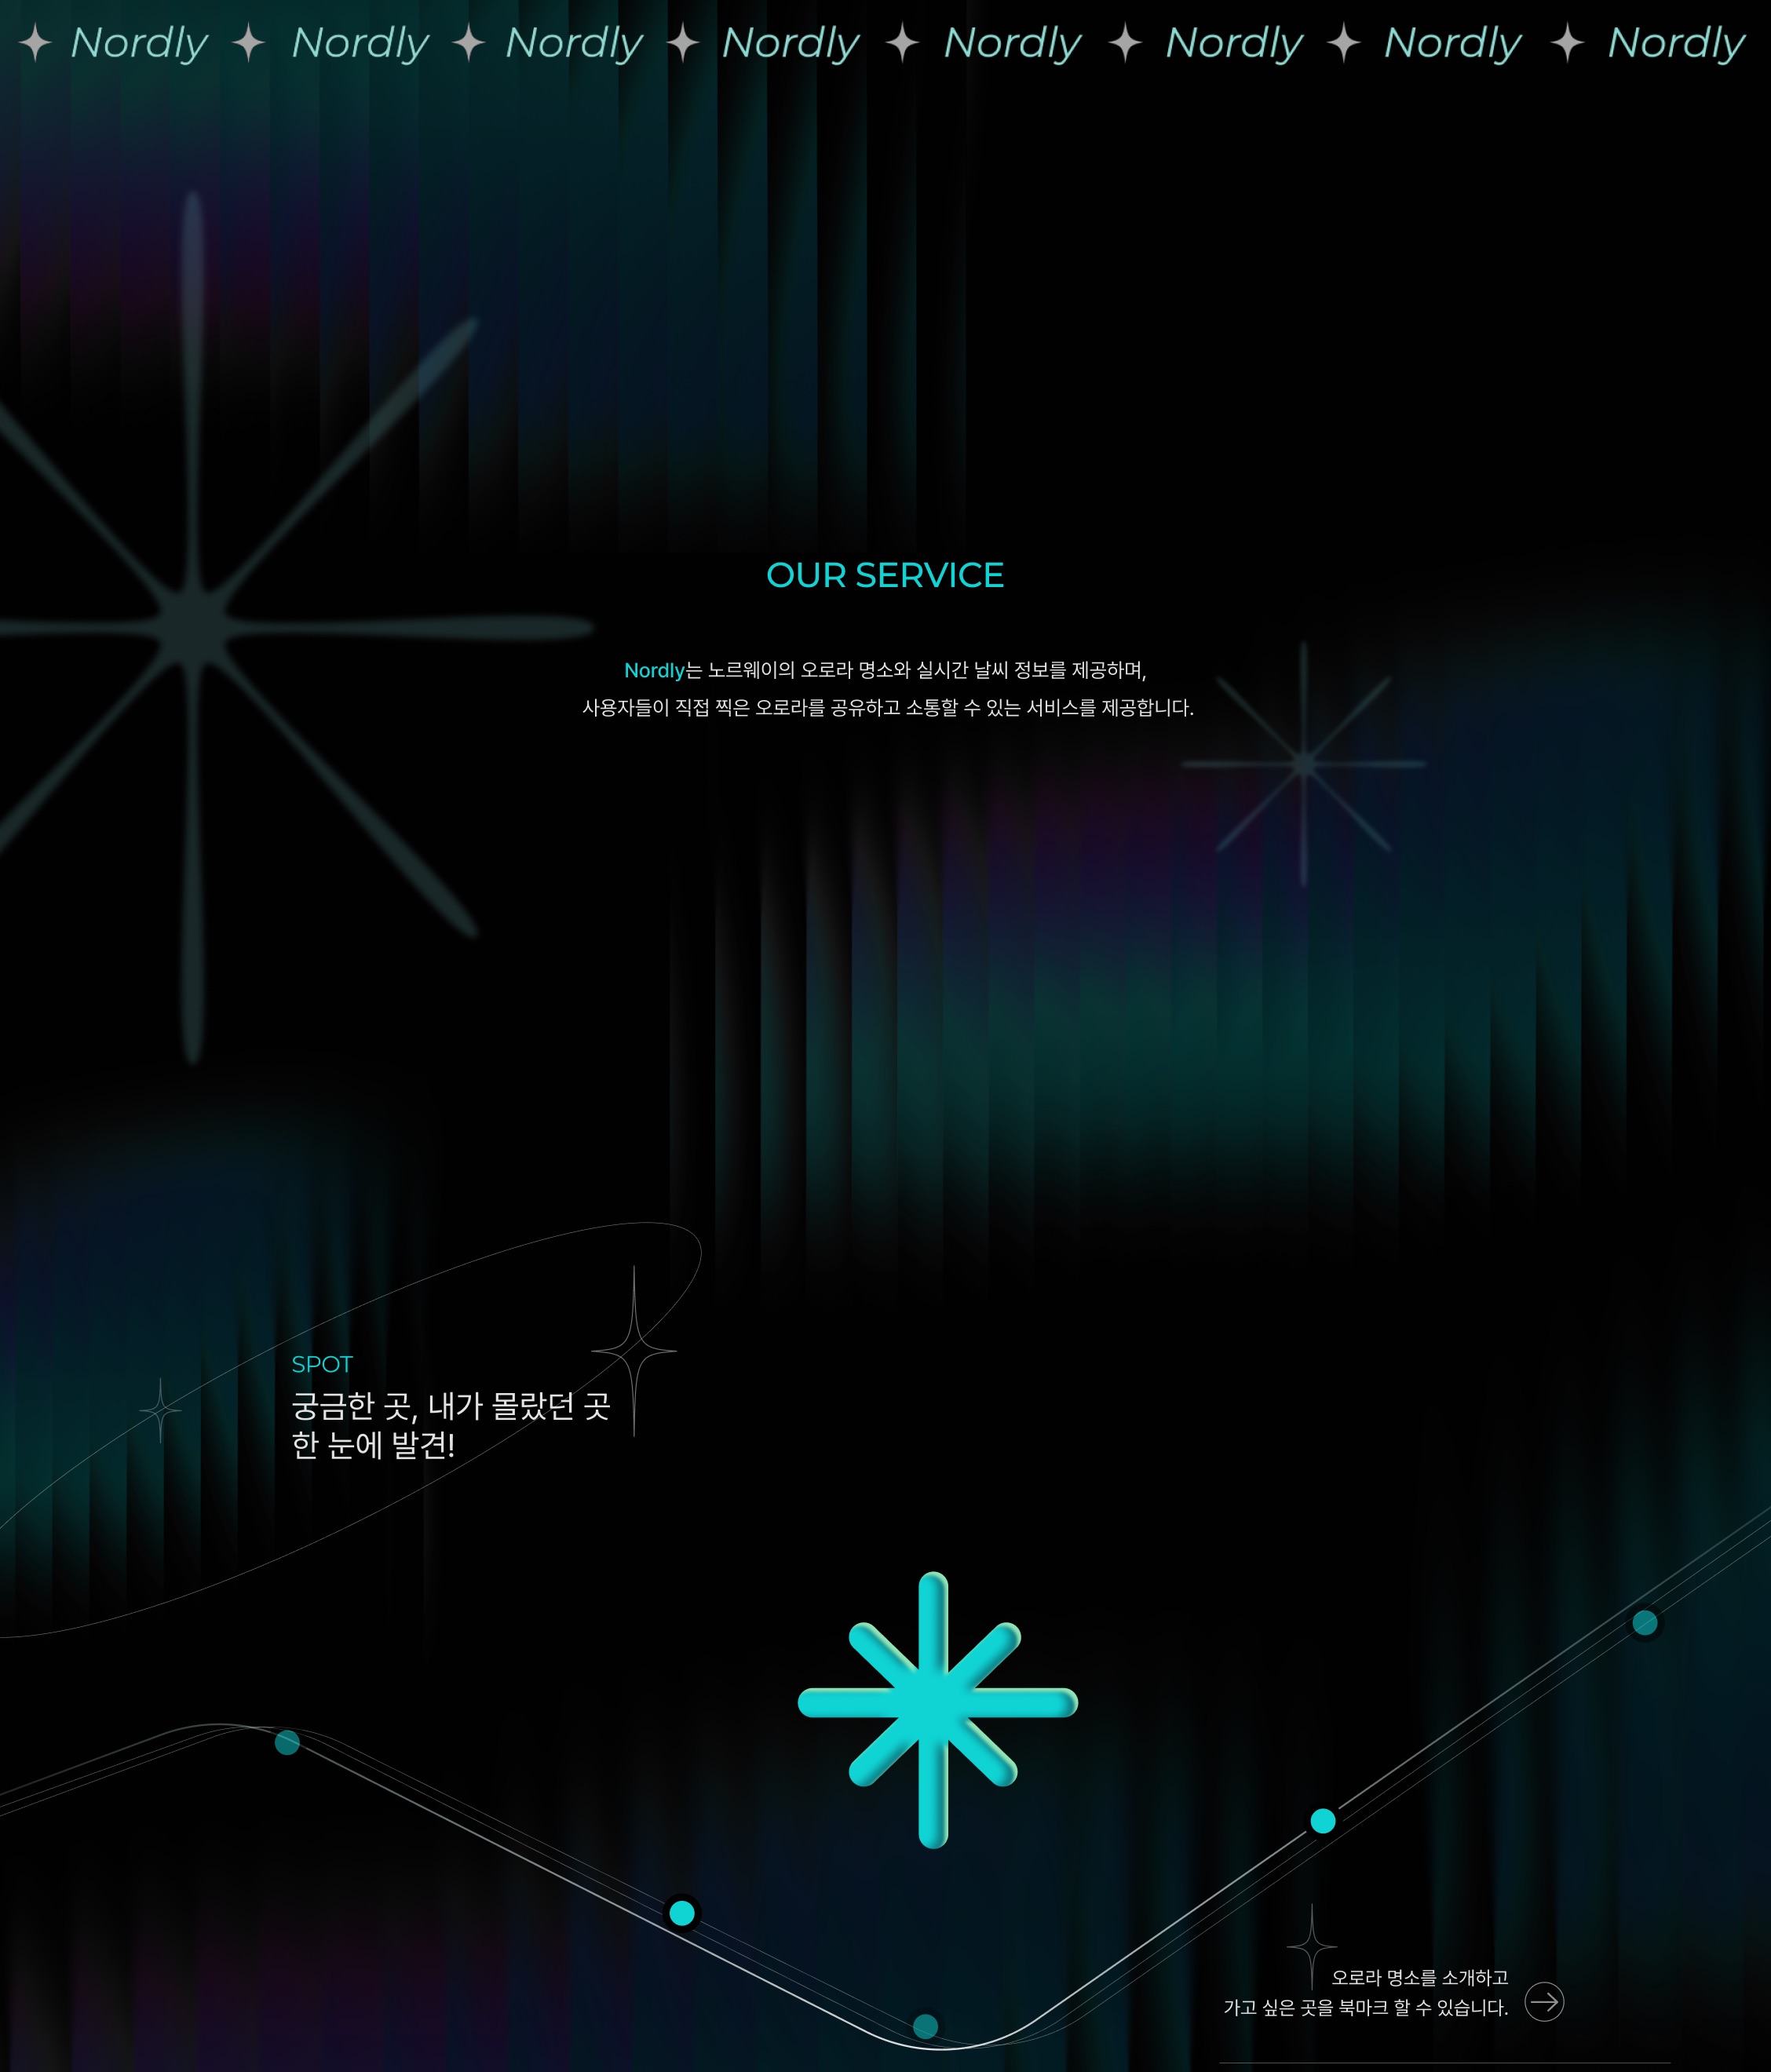 Nordly Nordly Nordly Nordly Nordly Nordly Nordly Nordly
OUR SERVICE
Nordly는 노르웨이의 오로라 명소와 실시간 날씨 정보를 제공하며,
사용자들이 직접 찍은 오로라를 공유하고 소통할 수 있는 서비스를 제공합니다.
SPOT
궁금한 곳, 내가 몰랐던 곳
한 눈에 발견!
오로라 명소를 소개하고
가고 싶은 곳을 북마크 할 수 있습니다.